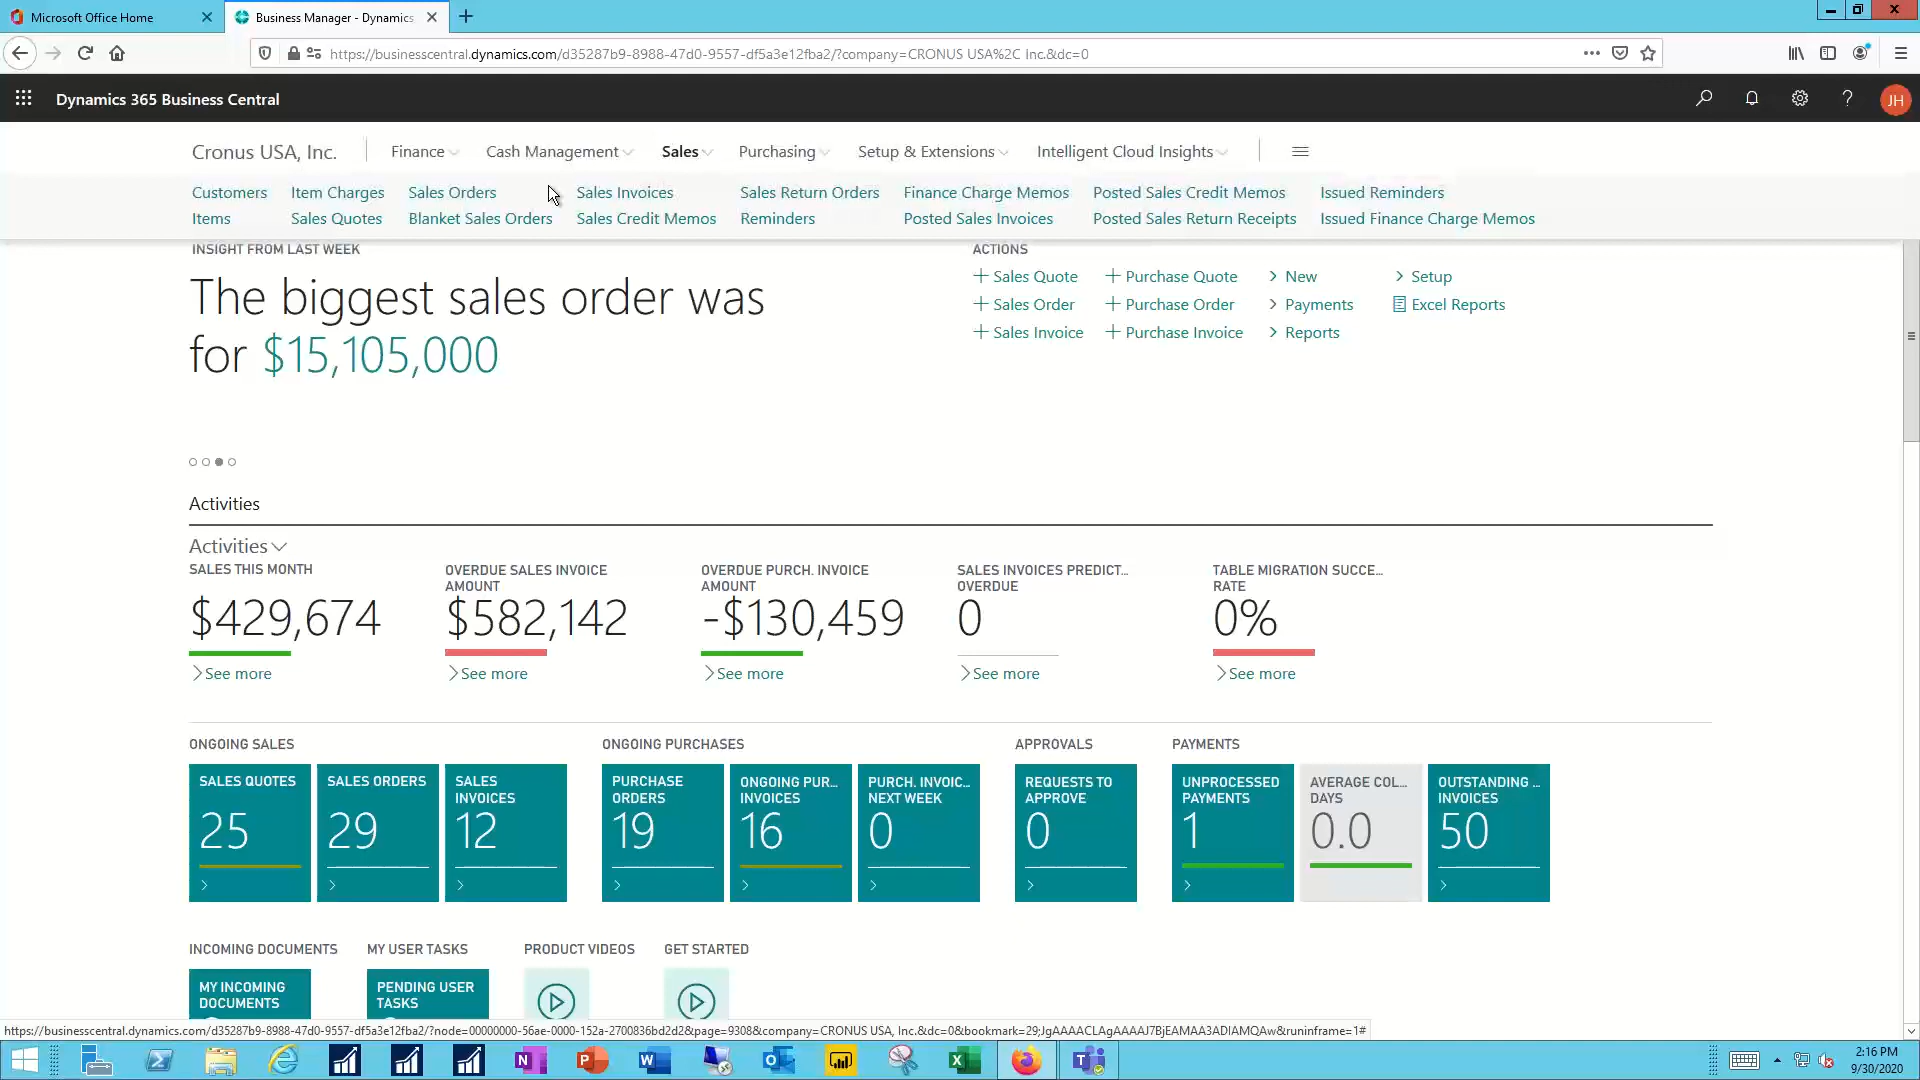 Microsoft Office Home
Business Manager - Dynamics
https://businesscentral.dynamics.com/d35287b9-8988-47d0-9557-df5a3e12fba2/?company=CRONUS USA%2C Inc.&dc=0
Dynamics 365 Business Central
JH
Cronus USA, Inc. Finance Cash Management Sales Purchasing Setup & Extensions Intelligent Cloud Insights
Customers Item Charges Sales Orders Sales Invoices Sales Return Orders Finance Charge Memos Posted Sales Credit Memos Issued Reminders
Items Sales Quotes Blanket Sales Orders Sales Credit Memos Reminders Posted Sales Invoices Posted Sales Return Receipts Issued Finance Charge Memos
INSIGHT FROM LAST WEEK
The biggest sales order was
for $15,105,000
ACTIONS
+ Sales Quote + Purchase Quote > New > Setup
+ Sales Order + Purchase Order > Payments Excel Reports
+ Sales Invoice + Purchase Invoice > Reports
Activities
Activities
SALES THIS MONTH
$429,674
>See more
OVERDUE SALES INVOICE
AMOUNT
$582,142
>See more
OVERDUE PURCH. INVOICE
AMOUNT
-$130,459
>See more
SALES INVOICES PREDICT...
OVERDUE
0
>See more
TABLE MIGRATION SUCCE...
RATE
0%
>See more
ONGOING SALES
SALES QUOTES
25
SALES ORDERS
29
SALES
INVOICES
12
ONGOING PURCHASES
PURCHASE
ORDERS
19
ONGOING PUR...
INVOICES
16
PURCH. INVOIC...
NEXT WEEK
0
APPROVALS
REQUESTS TO
APPROVE
0
PAYMENTS
UNPROCESSED
PAYMENTS
1
AVERAGE COL...
DAYS
0.0
OUTSTANDING ...
INVOICES
50
INCOMING DOCUMENTS
MY INCOMING
DOCUMENTS
MY USER TASKS
PENDING USER
TASKS
PRODUCT VIDEOS
GET STARTED
https://businesscentral.dynamics.com/d35287b9-8988-47d0-9557-df5a3e12fba2/?node=00000000-56ae-0000-152a-2700836bd2d2&page=9308&company=CRONUS USA, Inc.&dc=0&bookmark=29;JgAAAACLAgAAAAJ7BjEAMAA3ADIAMQAw&runinframe=1#
2:16 PM
9/30/2020